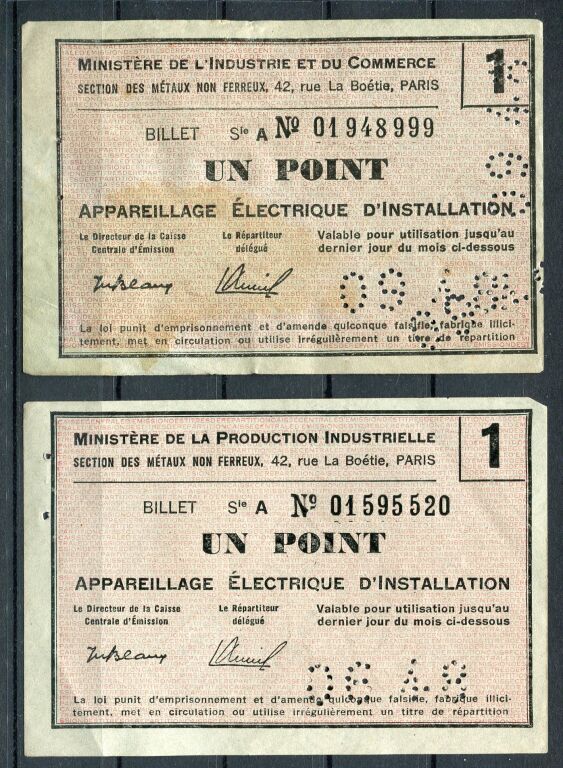 MINISTÈRE DE L'INDUSTRIE ET DU COMMERCE
1
SECTION DES MÉTAUX NON FERREUX, 42, rue La Boétie, PARIS
BILLET Sie A Nº 01948999
UN POINT
APPAREILLAGE ÉLECTRIQUE D'INSTALLATION
Le Directeur de la Caisse Centrale d'Émission
Le Répartiteur délégué
Valable pour utilisation jusqu'au dernier jour du mois ci-dessous
09
La loi punit d'emprisonnement et d'amende quiconque falsifie, fabrique illici-
tement, met en circulation ou utilise irrégulièrement un titre de répartition
MINISTÈRE DE LA PRODUCTION INDUSTRIELLE
1
SECTION DES MÉTAUX NON FERREUX, 42, rue La Boétie, PARIS
BILLET Sie A Nº 01595520
UN POINT
APPAREILLAGE ÉLECTRIQUE D'INSTALLATION
Le Directeur de la Caisse Centrale d'Émission
Le Répartiteur délégué
Valable pour utilisation jusqu'au dernier jour du mois ci-dessous
La loi punit d'emprisonnement et d'amende quiconque falsifie, fabrique illici-
tement, met en circulation ou utilise irrégulièrement un titre de répartition